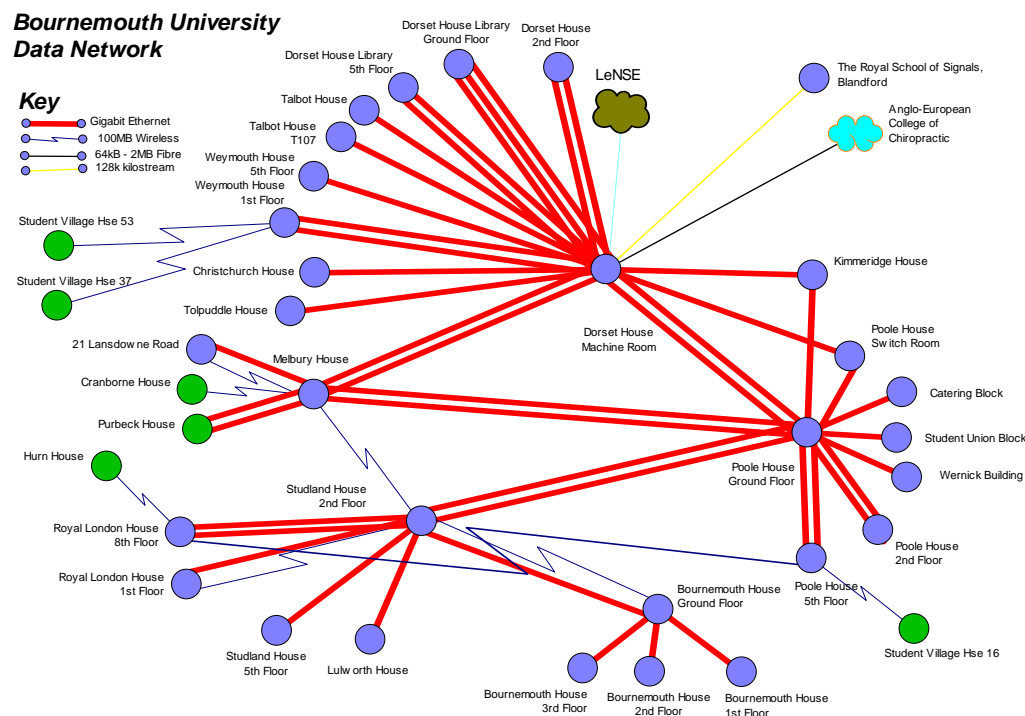 Bournemouth University
Data Network
Key
Gigabit Ethernet
100MB Wireless
64kB - 2MB Fibre
128k kilostream
Dorset House Library
Ground Floor
Dorset House
2nd Floor
Dorset House Library
5th Floor
LeNSE
The Royal School of Signals,
Blandford
Talbot House
Anglo-European
College of
Chiropractic
Talbot House
T107
Weymouth House
5th Floor
Weymouth House
1st Floor
Student Village Hse 53
Student Village Hse 37
Christchurch House
Kimmeridge House
Tolpuddle House
Dorset House
Machine Room
Poole House
Switch Room
21 Lansdowne Road
Melbury House
Cranborne House
Catering Block
Purbeck House
Student Union Block
Hurn House
Poole House
Ground Floor
Wernick Building
Studland House
2nd Floor
Royal London House
8th Floor
Poole House
2nd Floor
Royal London House
1st Floor
Bournemouth House
Ground Floor
Poole House
5th Floor
Studland House
5th Floor
Lulworth House
Student Village Hse 16
Bournemouth House
3rd Floor
Bournemouth House
2nd Floor
Bournemouth House
1st Floor